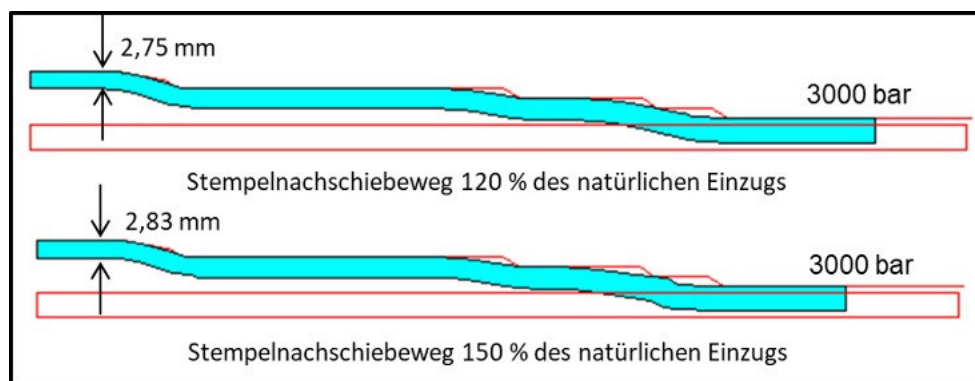 2,75 mm
3000 bar
Stempelnachschiebeweg 120 % des natürlichen Einzugs
2,83 mm
3000 bar
Stempelnachschiebeweg 150 % des natürlichen Einzugs